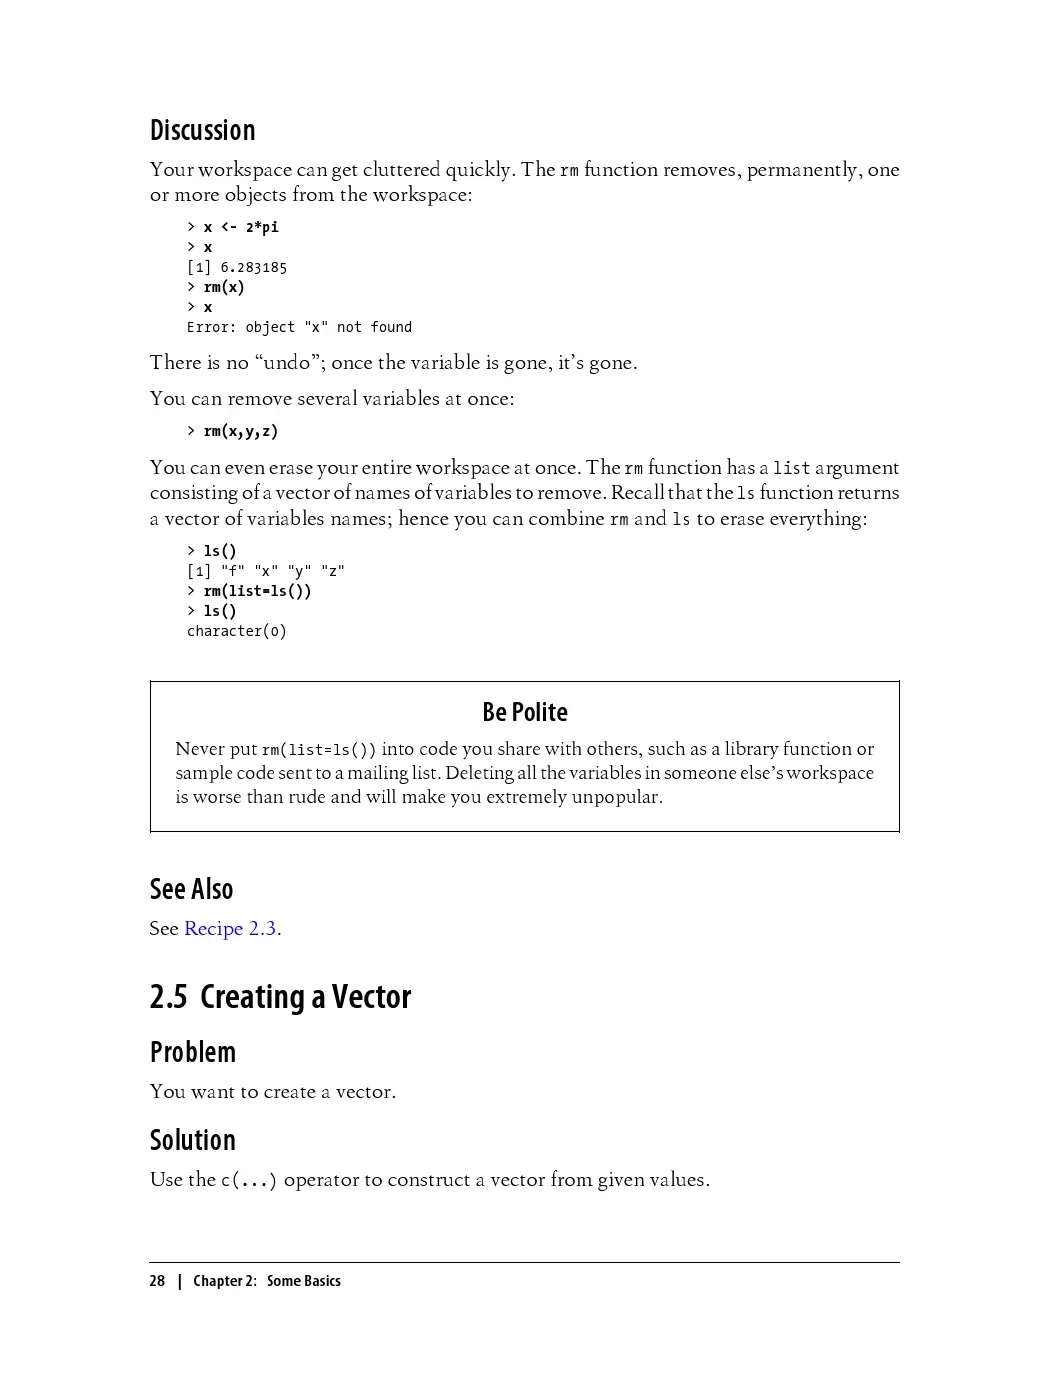 Discussion
Your workspace can get cluttered quickly. The rm function removes, permanently, one
or more objects from the workspace:
> x <- 2*pi
> x
[1] 6.283185
> rm(x)
> x
Error: object "x" not found
There is no “undo”; once the variable is gone, it’s gone.
You can remove several variables at once:
> rm(x,y,z)
You can even erase your entire workspace at once. The rm function has a list argument
consisting of a vector of names of variables to remove. Recall that the ls function returns
a vector of variables names; hence you can combine rm and ls to erase everything:
> ls()
[1] "f" "x" "y" "z"
> rm(list=ls())
> ls()
character(0)
Be Polite
Never put rm(list=ls()) into code you share with others, such as a library function or
sample code sent to a mailing list. Deleting all the variables in someone else’s workspace
is worse than rude and will make you extremely unpopular.
See Also
See Recipe 2.3.
2.5 Creating a Vector
Problem
You want to create a vector.
Solution
Use the c(...) operator to construct a vector from given values.
28 | Chapter 2: Some Basics